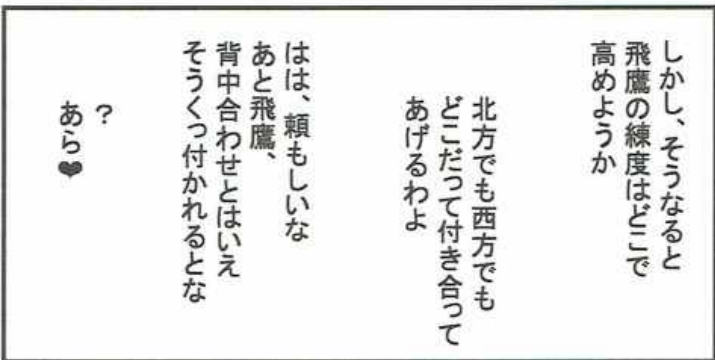 しかし、そうなると
飛鷹の練度はどこで
高めようか
北方でも西方でも
どこだって付き合って
あげるわよ
はは、頼もしいな
あと飛鷹、
背中合わせとはいえ
そうくっ付かれるとな
？
あら♥